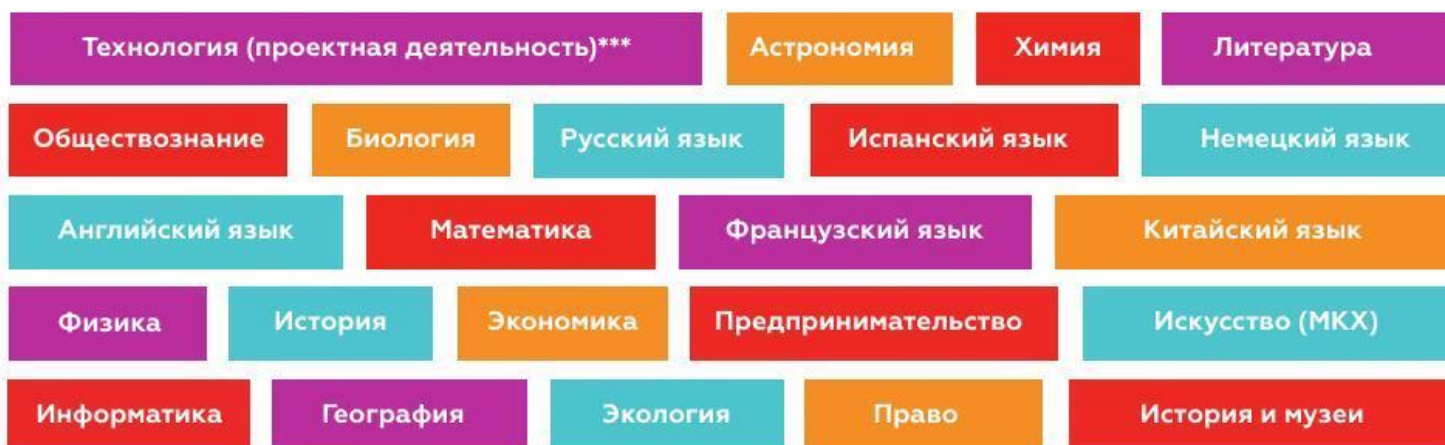 Технология (проектная деятельность)*** Астрономия Химия Литература
Обществознание Биология Русский язык Испанский язык Немецкий язык
Английский язык Математика Французский язык Китайский язык
Физика История Экономика Предпринимательство Искусство (МКХ)
Информатика География Экология Право История и музеи